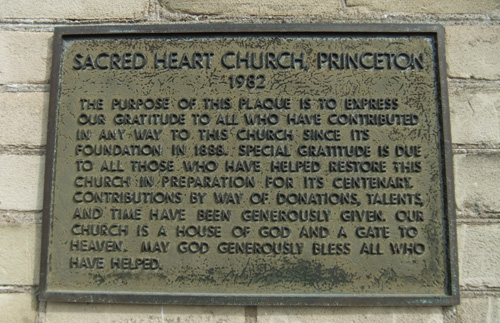 SACRED HEART CHURCH, PRINCETON
1982
THE PURPOSE OF THIS PLAQUE IS TO EXPRESS
OUR GRATITUDE TO ALL WHO HAVE CONTRIBUTED
IN ANY WAY TO THIS CHURCH SINCE ITS
FOUNDATION IN 1888. SPECIAL GRATITUDE IS DUE
TO ALL THOSE WHO HAVE HELPED RESTORE THIS
CHURCH IN PREPARATION FOR ITS CENTENARY.
CONTRIBUTIONS BY WAY OF DONATIONS, TALENTS,
AND TIME HAVE BEEN GENEROUSLY GIVEN. OUR
CHURCH IS A HOUSE OF GOD AND A GATE TO
HEAVEN. MAY GOD GENEROUSLY BLESS ALL WHO
HAVE HELPED.